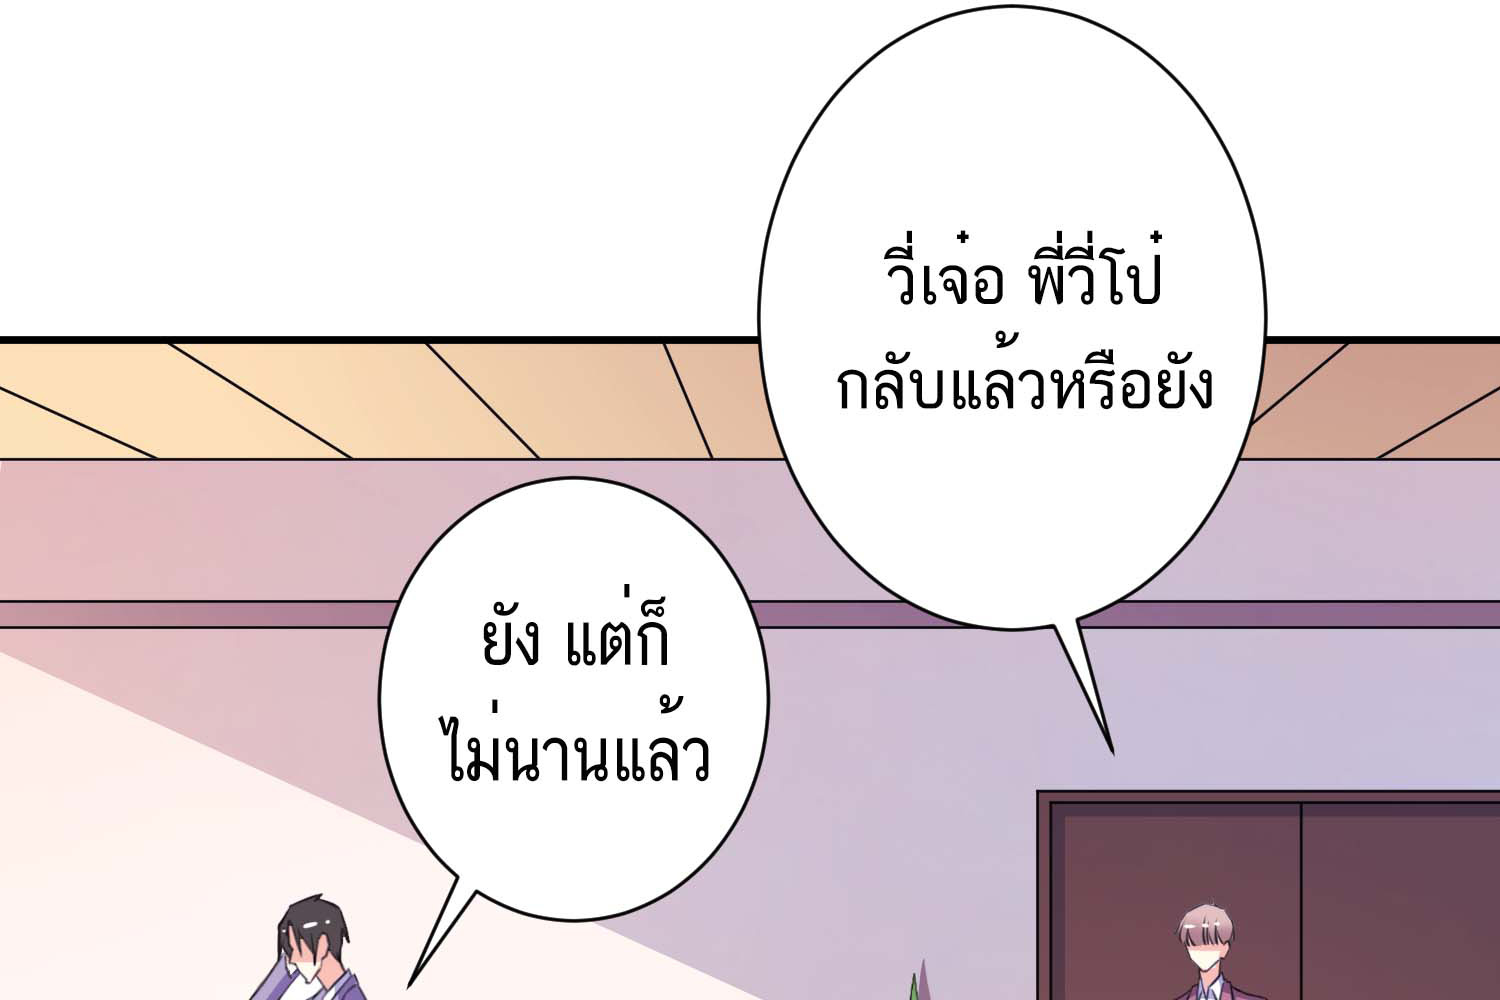 วี่เจ๋อ พี่วี่โป๋
กลับแล้วหรือยัง
ยัง แต่ก็
ไม่นานแล้ว